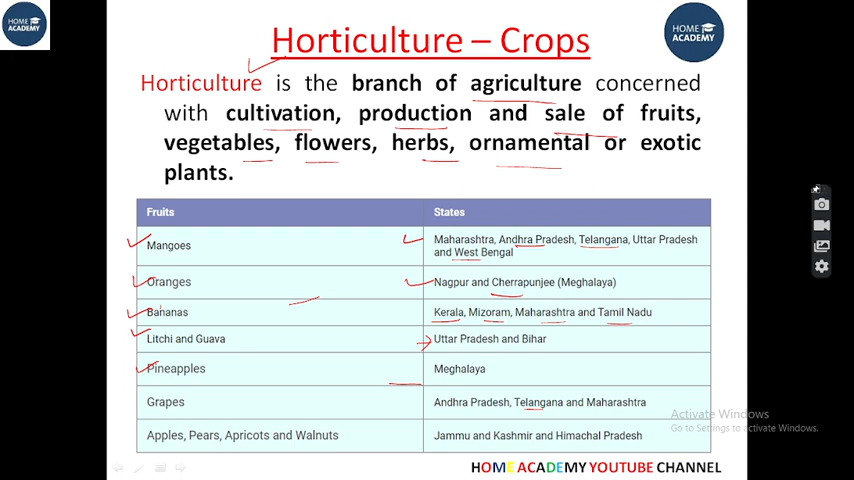 HOME
ACADEMY
HOME
ACADEMY
Horticulture – Crops
Horticulture is the branch of agriculture concerned
with cultivation, production and sale of fruits,
vegetables, flowers, herbs, ornamental or exotic
plants.
Fruits States
Mangoes Maharashtra, Andhra Pradesh, Telangana, Uttar Pradesh
and West Bengal
Oranges Nagpur and Cherrapunjee (Meghalaya)
Bananas Kerala, Mizoram, Maharashtra and Tamil Nadu
Litchi and Guava Uttar Pradesh and Bihar
Pineapples Meghalaya
Grapes Andhra Pradesh, Telangana and Maharashtra
Apples, Pears, Apricots and Walnuts Jammu and Kashmir and Himachal Pradesh
Activate Windows
Go to Settings to activate Windows.
HOME ACADEMY YOUTUBE CHANNEL